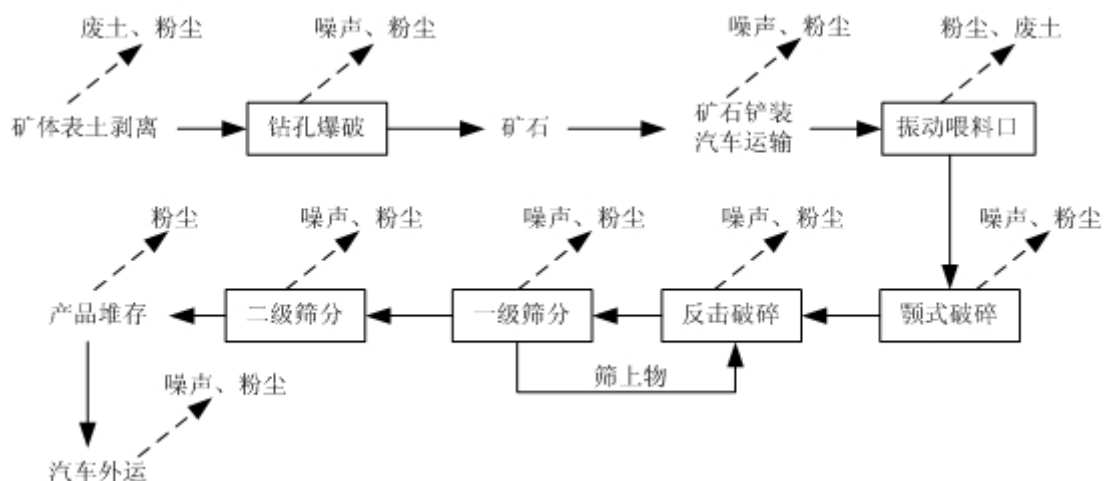 废土、粉尘
噪声、粉尘
噪声、粉尘
粉尘、废土
矿体表土剥离
钻孔爆破
矿石
矿石铲装
汽车运输
振动喂料口
粉尘
噪声、粉尘
噪声、粉尘
噪声、粉尘
噪声、粉尘
产品堆存
二级筛分
一级筛分
反击破碎
颚式破碎
筛上物
噪声、粉尘
汽车外运